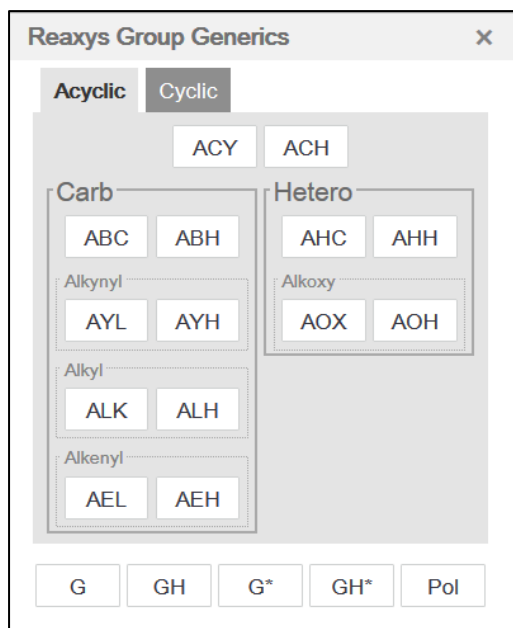 Reaxys Group Generics ×
Acyclic Cyclic
ACY ACH
Carb Hetero
ABC ABH AHC AHH
Alkynyl Alkoxy
AYL AYH AOX AOH
Alkyl
ALK ALH
Alkenyl
AEL AEH
G GH G* GH* Pol